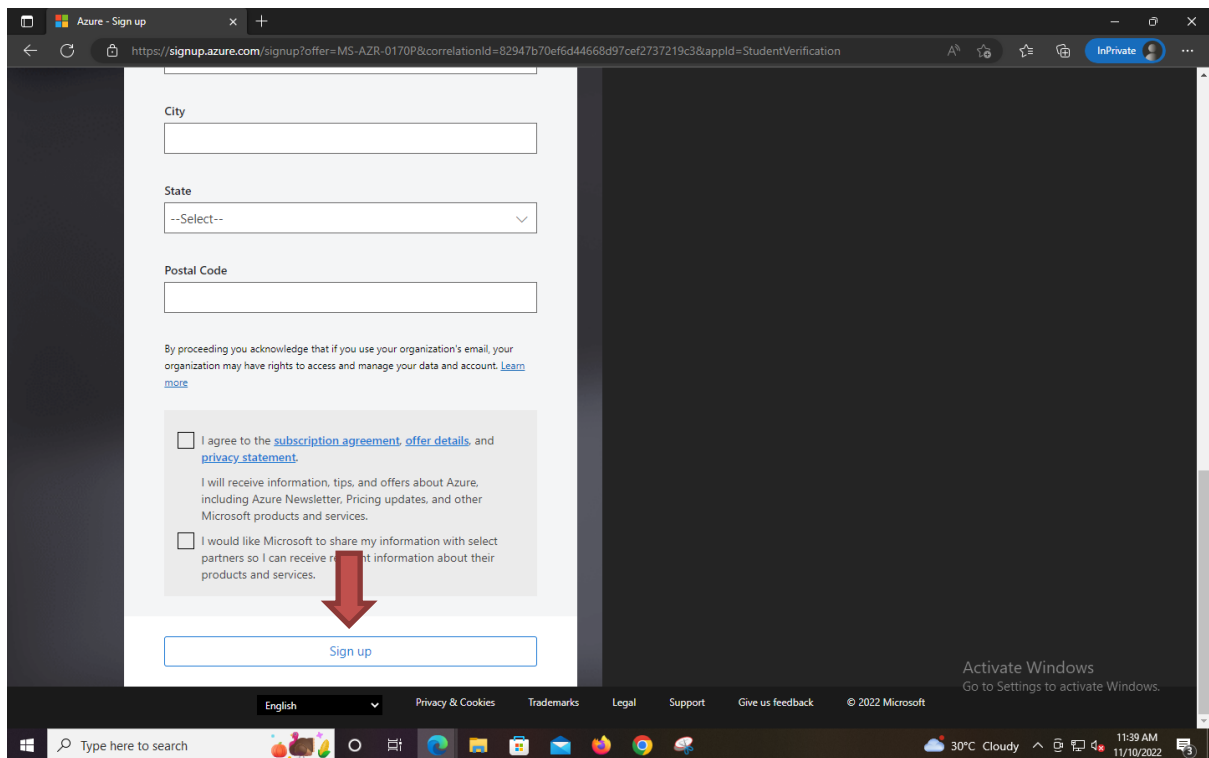 Azure - Sign up
https://signup.azure.com/signup?offer=MS-AZR-0170P&correlationId=82947b70ef6d44668d97cef2737219c3&appId=StudentVerification
InPrivate
City
State
--Select--
Postal Code
By proceeding you acknowledge that if you use your organization's email, your
organization may have rights to access and manage your data and account. Learn
more
I agree to the subscription agreement, offer details, and
privacy statement.
I will receive information, tips, and offers about Azure,
including Azure Newsletter, Pricing updates, and other
Microsoft products and services.
I would like Microsoft to share my information with select
partners so I can receive information about their
products and services.
Sign up
Activate Windows
Go to Settings to activate Windows.
English
Privacy & Cookies
Trademarks
Legal
Support
Give us feedback
© 2022 Microsoft
Type here to search
30°C Cloudy
11:39 AM
11/10/2022
3